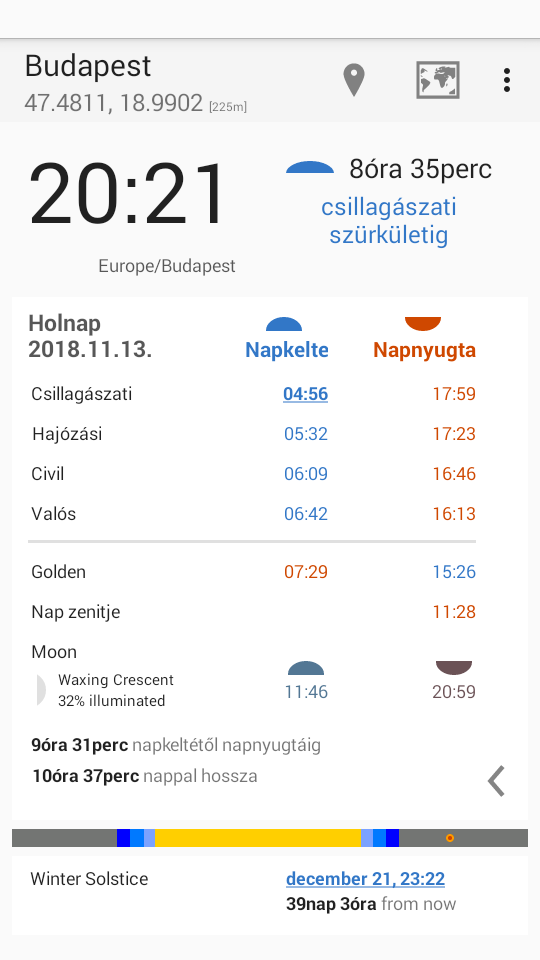 Budapest
47.4811, 18.9902 [225m]
20:21
8óra 35perc
csillagászati
szürkületig
Europe/Budapest
Holnap
2018.11.13.
Napkelte
Napnyugta
Csillagászati 04:56 17:59
Hajózási 05:32 17:23
Civil 06:09 16:46
Valós 06:42 16:13
Golden 07:29 15:26
Nap zenitje 11:28
Moon
Waxing Crescent
32% illuminated
11:46 20:59
9óra 31perc napkeltétől napnyugtáig
10óra 37perc nappal hossza
Winter Solstice december 21, 23:22
39nap 3óra from now